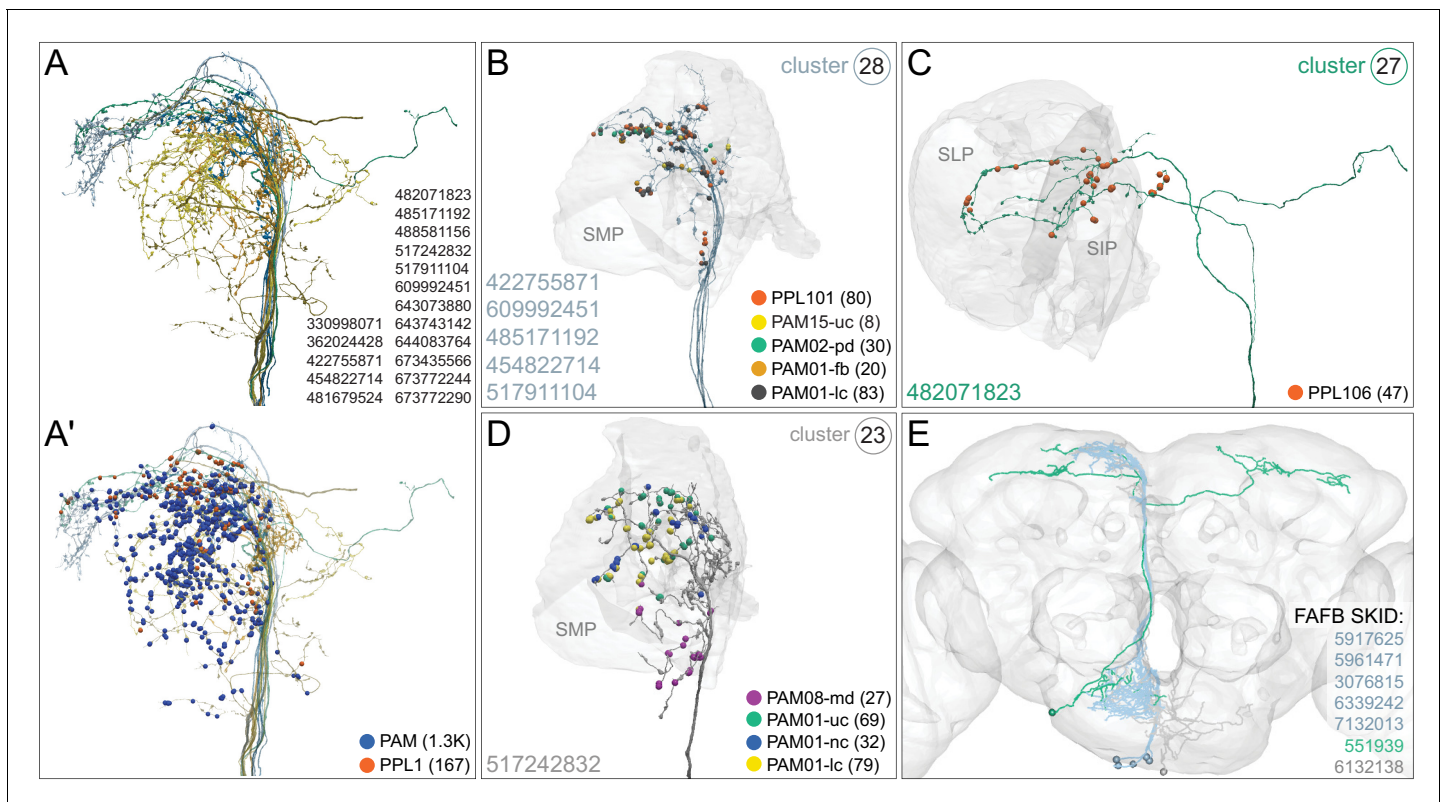 A
482071823
485171192
488581156
517242832
517911104
609992451
643073880
330998071 643743142
362024428 644083764
422755871 673435566
454822714 673772244
481679524 673772290
B
cluster 28
SMP
422755871
609992451
485171192
454822714
517911104
PPL101 (80)
PAM15-uc (8)
PAM02-pd (30)
PAM01-fb (20)
PAM01-lc (83)
C
cluster 27
SLP
SIP
482071823
PPL106 (47)
A'
PAM (1.3K)
PPL1 (167)
D
cluster 23
SMP
517242832
PAM08-md (27)
PAM01-uc (69)
PAM01-nc (32)
PAM01-lc (79)
E
FAFB SKID:
5917625
5961471
3076815
6339242
7132013
551939
6132138